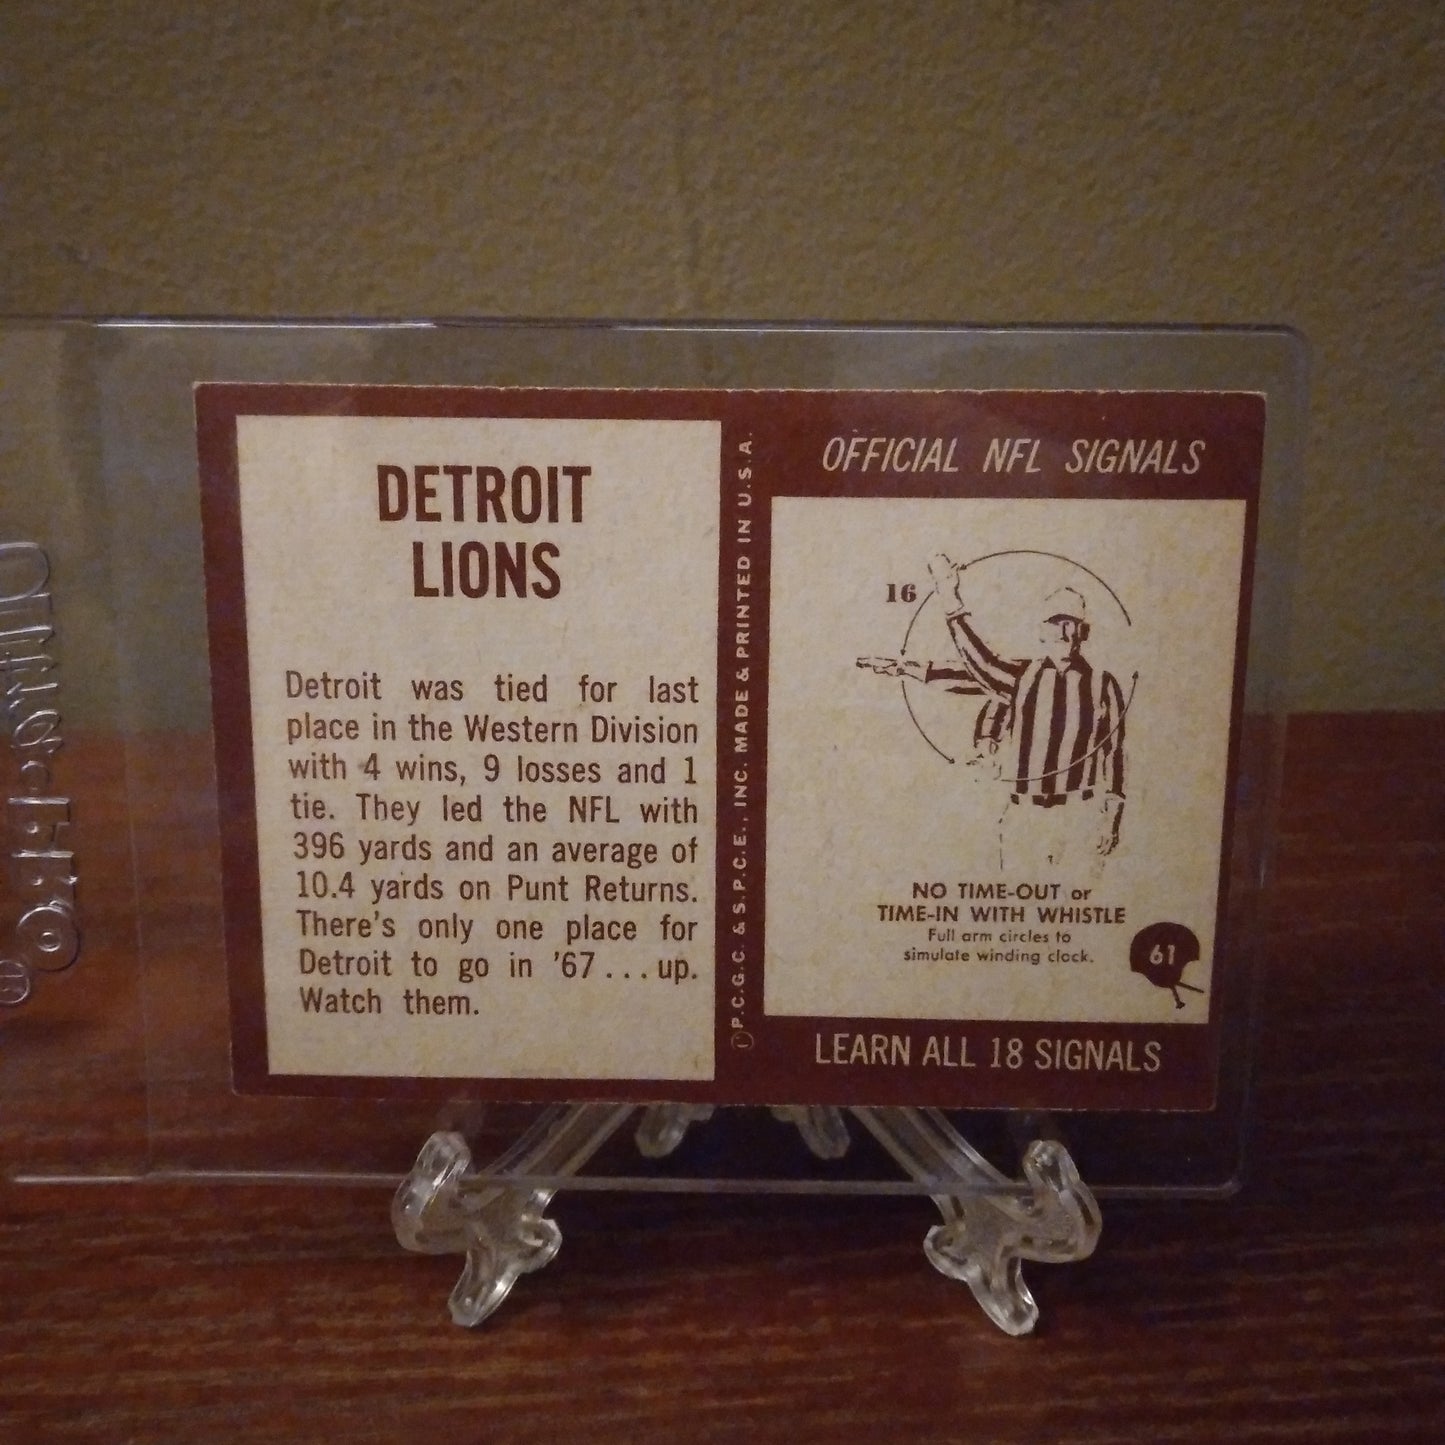 DETROIT
LIONS
Detroit was tied for last
place in the Western Division
with 4 wins, 9 losses and 1
tie. They led the NFL with
396 yards and an average of
10.4 yards on Punt Returns.
There's only one place for
Detroit to go in '67...up.
Watch them.
©P.C.G.C. & S.P.C.E., INC. MADE & PRINTED IN U.S.A.
OFFICIAL NFL SIGNALS
16
NO TIME-OUT or
TIME-IN WITH WHISTLE
Full arm circles to
simulate winding clock.
61
LEARN ALL 18 SIGNALS
ULTRA•PRO